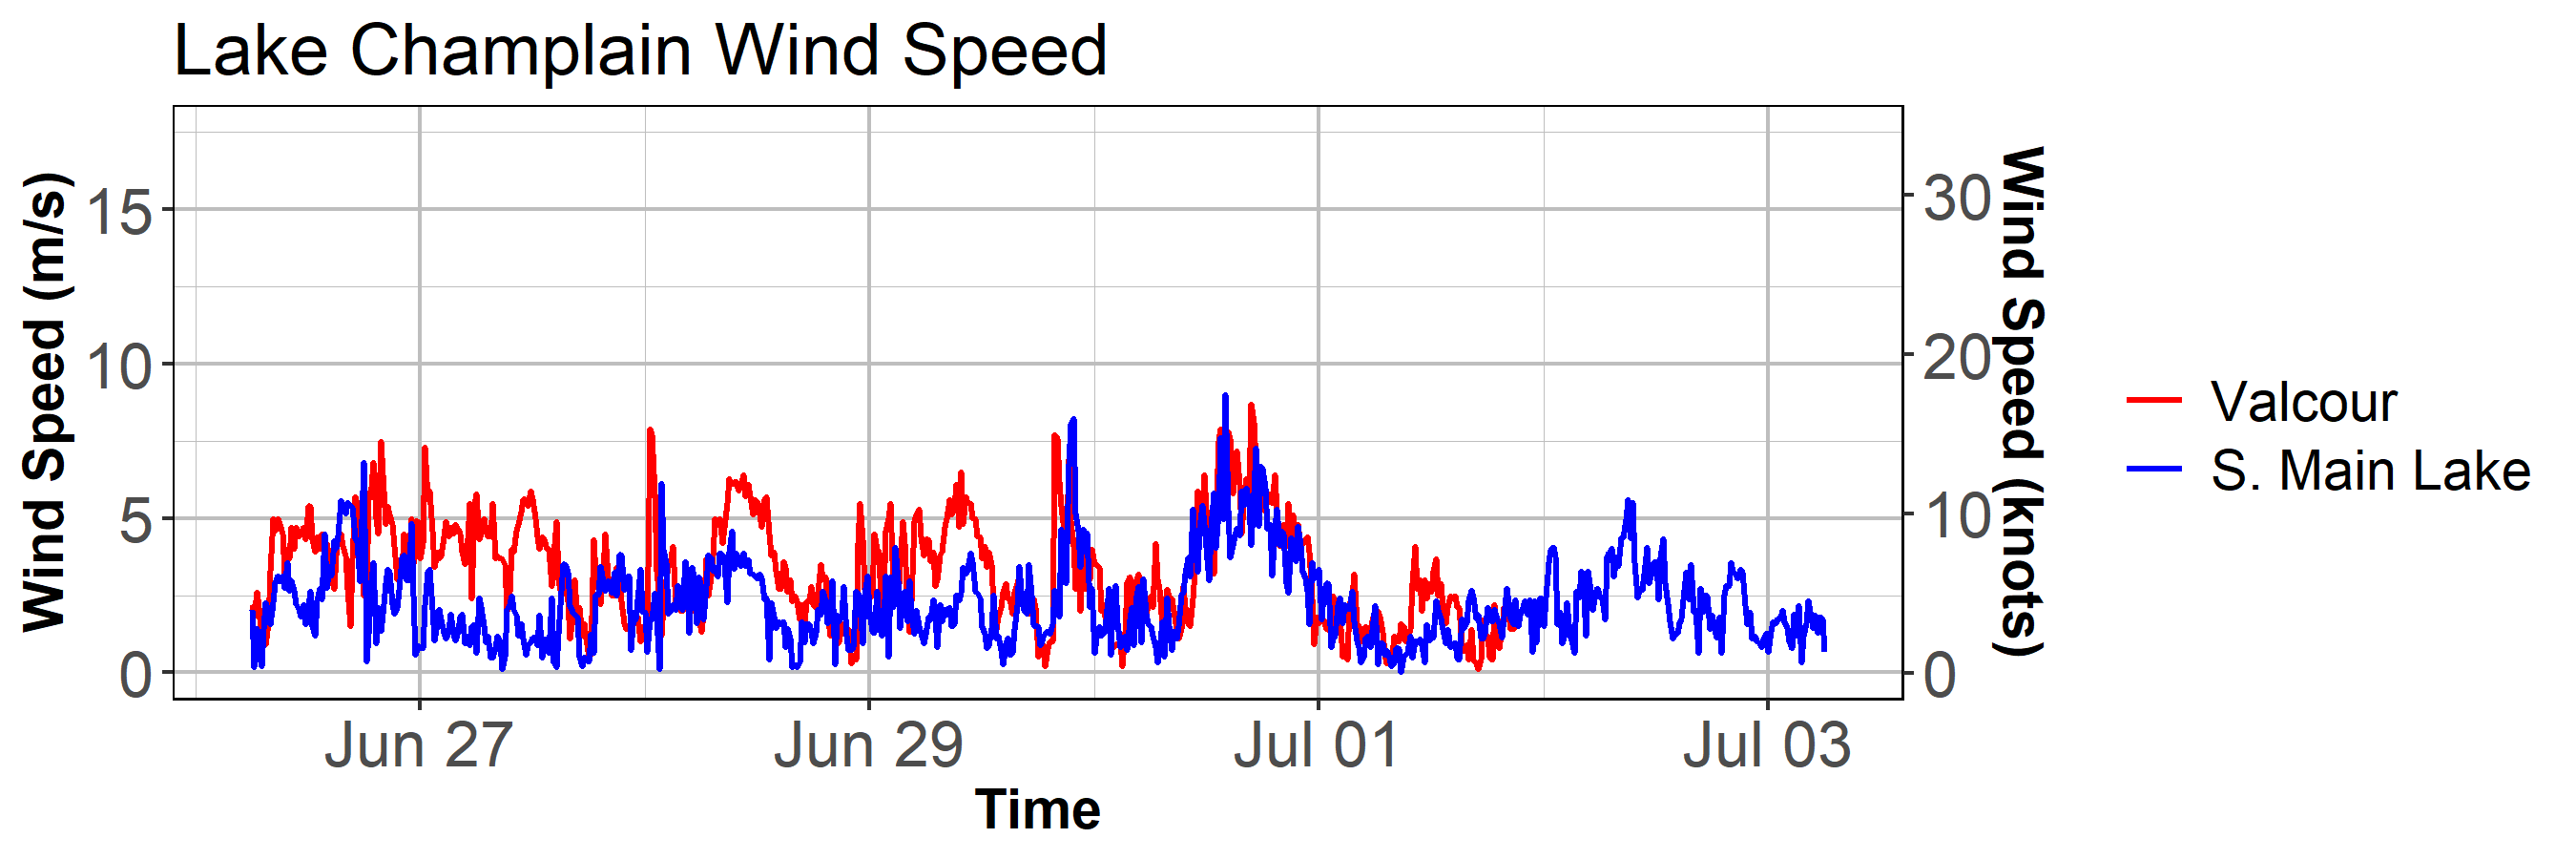 Lake Champlain Wind Speed
Wind Speed (m/s)
15
10
5
0
30
20
10
0
Wind Speed (knots)
Jun 27
Jun 29
Jul 01
Jul 03
Time
Valcour
S. Main Lake